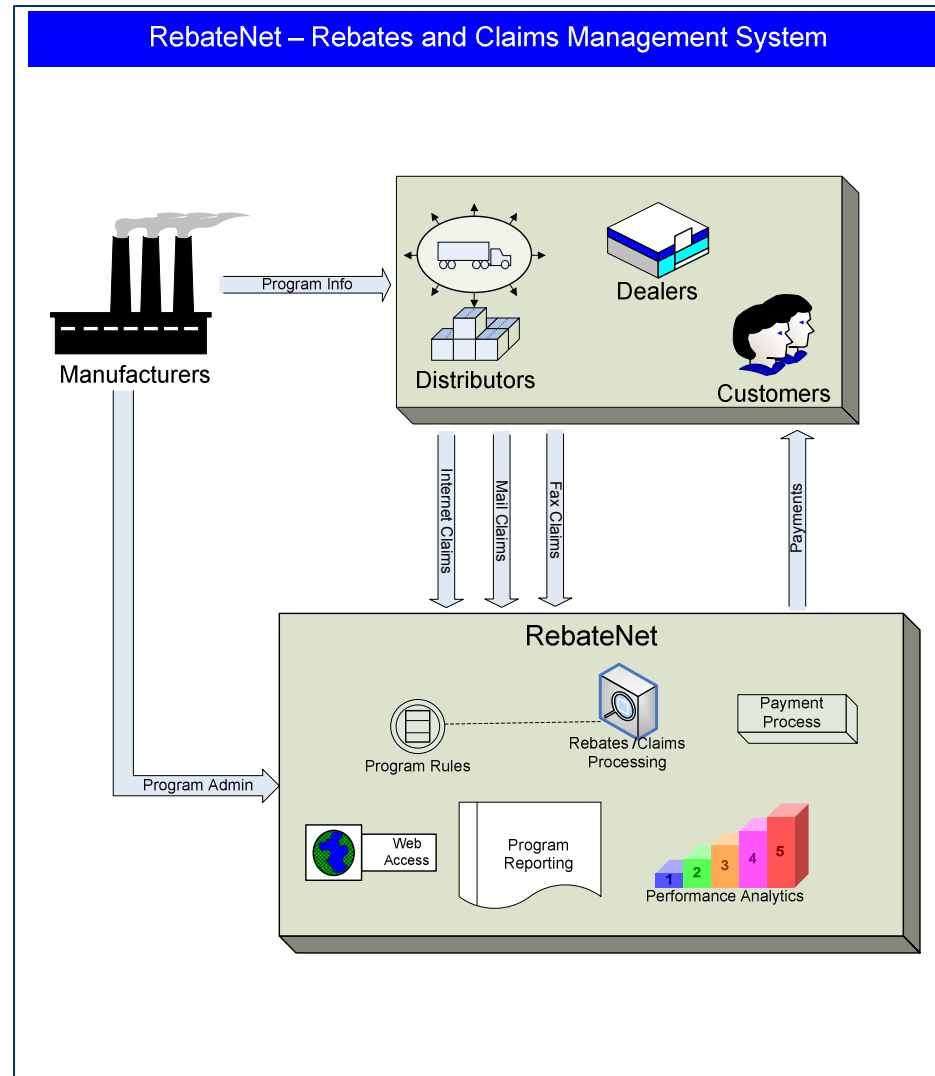 RebateNet – Rebates and Claims Management System
Program Info
Manufacturers
Distributors
Dealers
Customers
Internet Claims
Mail Claims
Fax Claims
Payments
RebateNet
Program Rules
Rebates /Claims
Processing
Payment
Process
Program Admin
Web
Access
Program
Reporting
1
2
3
4
5
Performance Analytics